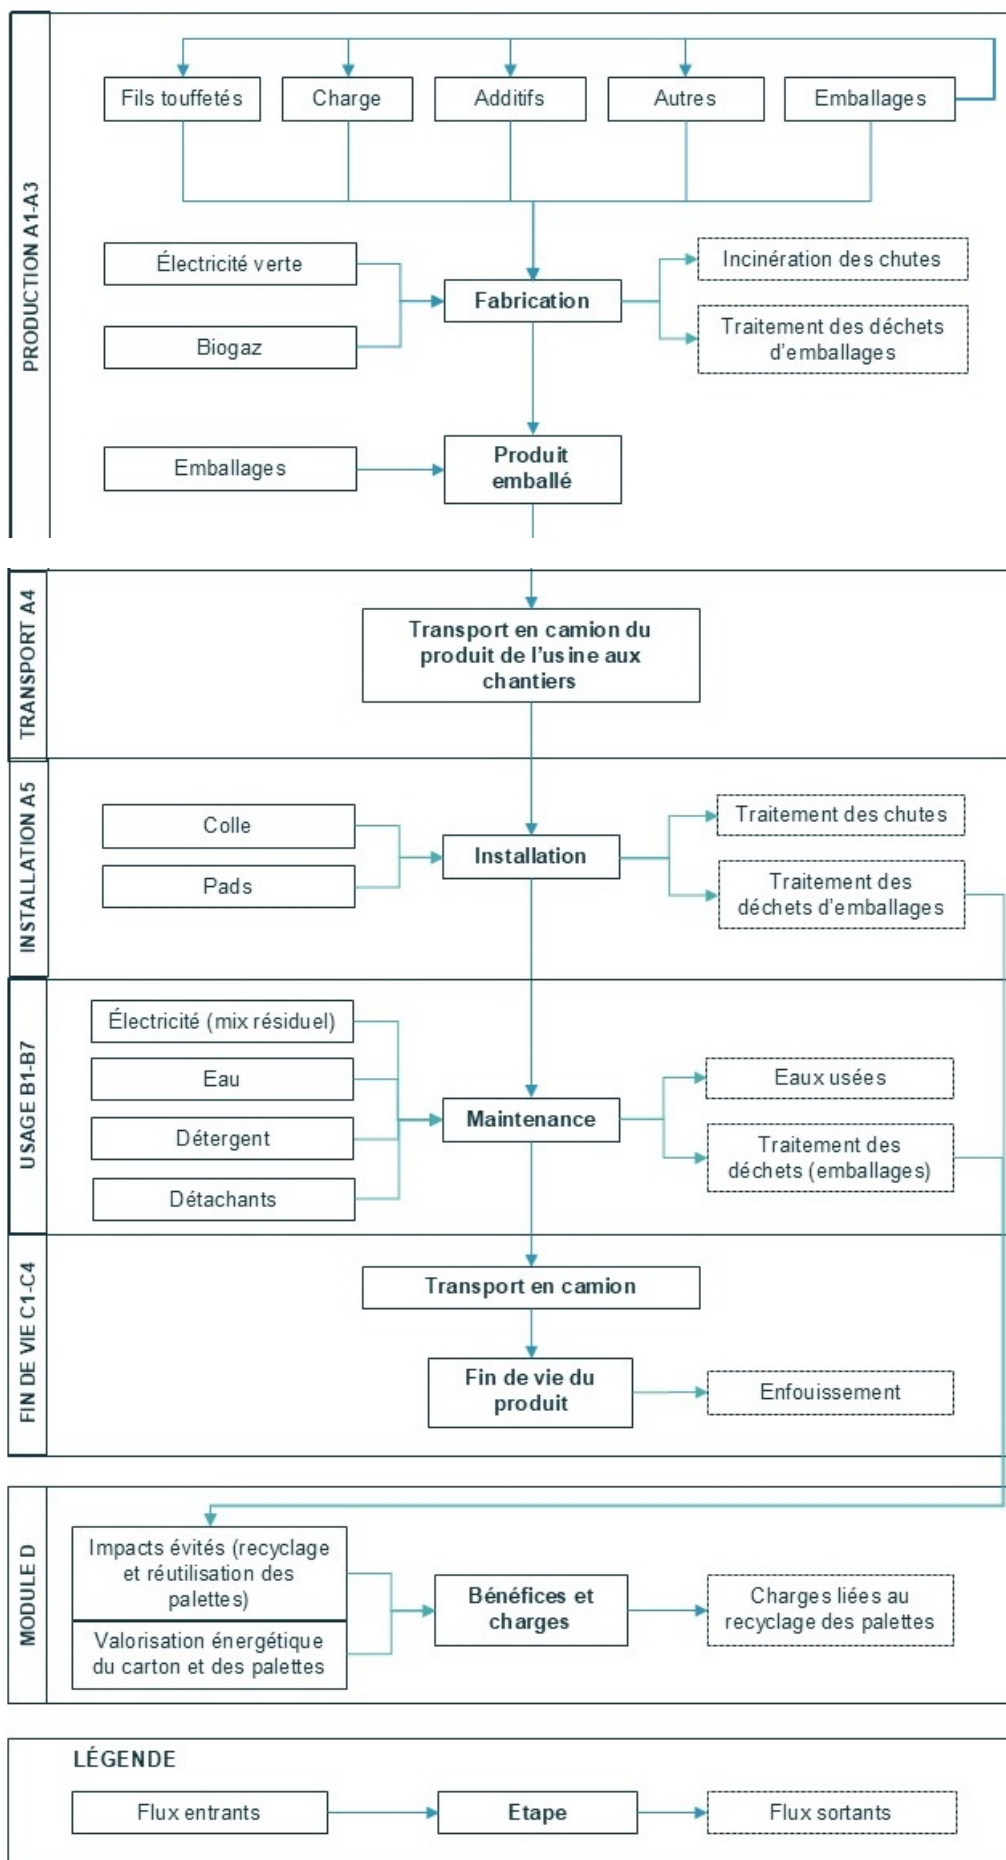 PRODUCTION A1-A3
Fils touffetés
Charge
Additifs
Autres
Emballages
Électricité verte
Biogaz
Fabrication
Incinération des chutes
Traitement des déchets
d'emballages
Emballages
Produit
emballé
TRANSPORT A4
Transport en camion du
produit de l'usine aux
chantiers
INSTALLATION A5
Colle
Pads
Installation
Traitement des chutes
Traitement des
déchets d'emballages
USAGE B1-B7
Électricité (mix résiduel)
Eau
Détergent
Détachants
Maintenance
Eaux usées
Traitement des
déchets (emballages)
FIN DE VIE C1-C4
Transport en camion
Fin de vie du
produit
Enfouissement
MODULE D
Impacts évités (recyclage
et réutilisation des
palettes)
Valorisation énergétique
du carton et des palettes
Bénéfices et
charges
Charges liées au
recyclage des palettes
LÉGENDE
Flux entrants
Etape
Flux sortants